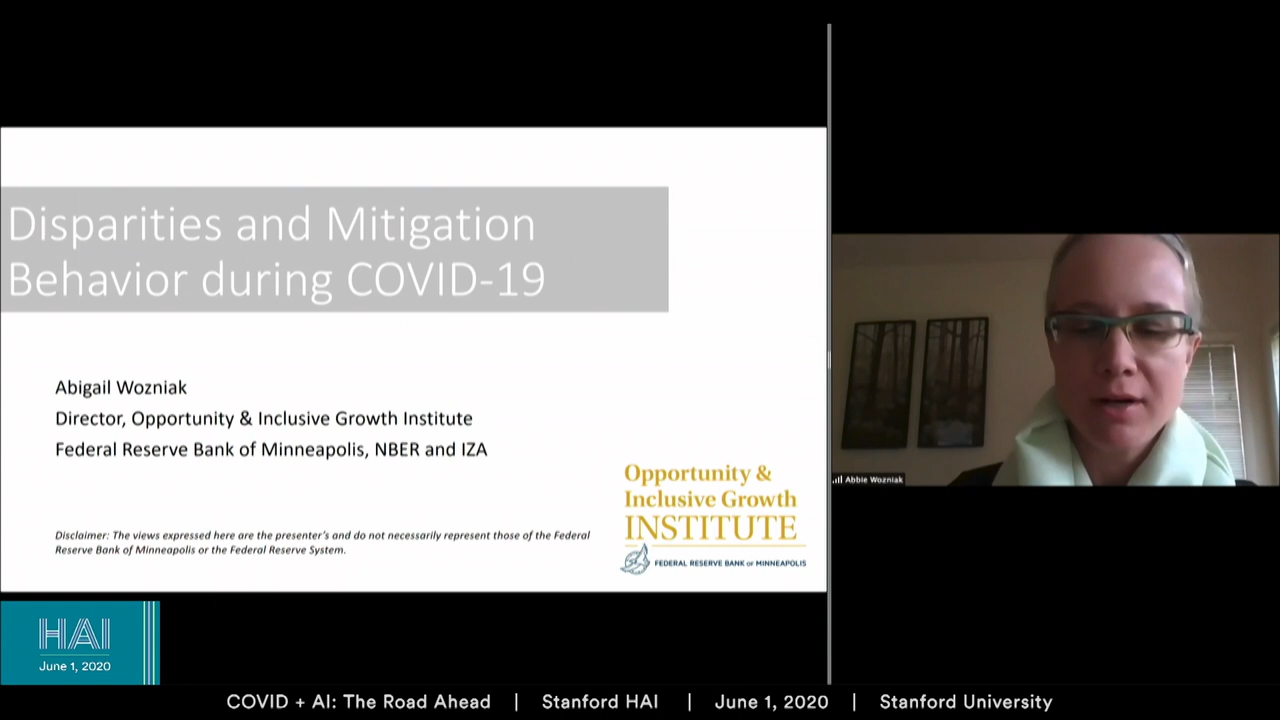 Disparities and Mitigation
Behavior during COVID-19
Abigail Wozniak
Director, Opportunity & Inclusive Growth Institute
Federal Reserve Bank of Minneapolis, NBER and IZA
Disclaimer: The views expressed here are the presenter's and do not necessarily represent those of the Federal
Reserve Bank of Minneapolis or the Federal Reserve System.
Opportunity &
Inclusive Growth
INSTITUTE
FEDERAL RESERVE BANK OF MINNEAPOLIS
Abbie Wozniak
HAI
June 1, 2020
COVID + AI: The Road Ahead | Stanford HAI | June 1, 2020 | Stanford University